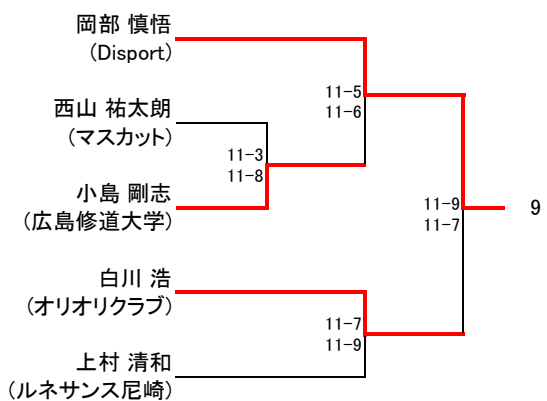 岡部 慎悟
(Disport)
11-5
11-6
西山 祐太朗
(マスカット)
11-3
11-8
小島 剛志
(広島修道大学)
11-9
11-7
9
白川 浩
(オリオリクラブ)
11-7
11-9
上村 清和
(ルネサンス尼崎)